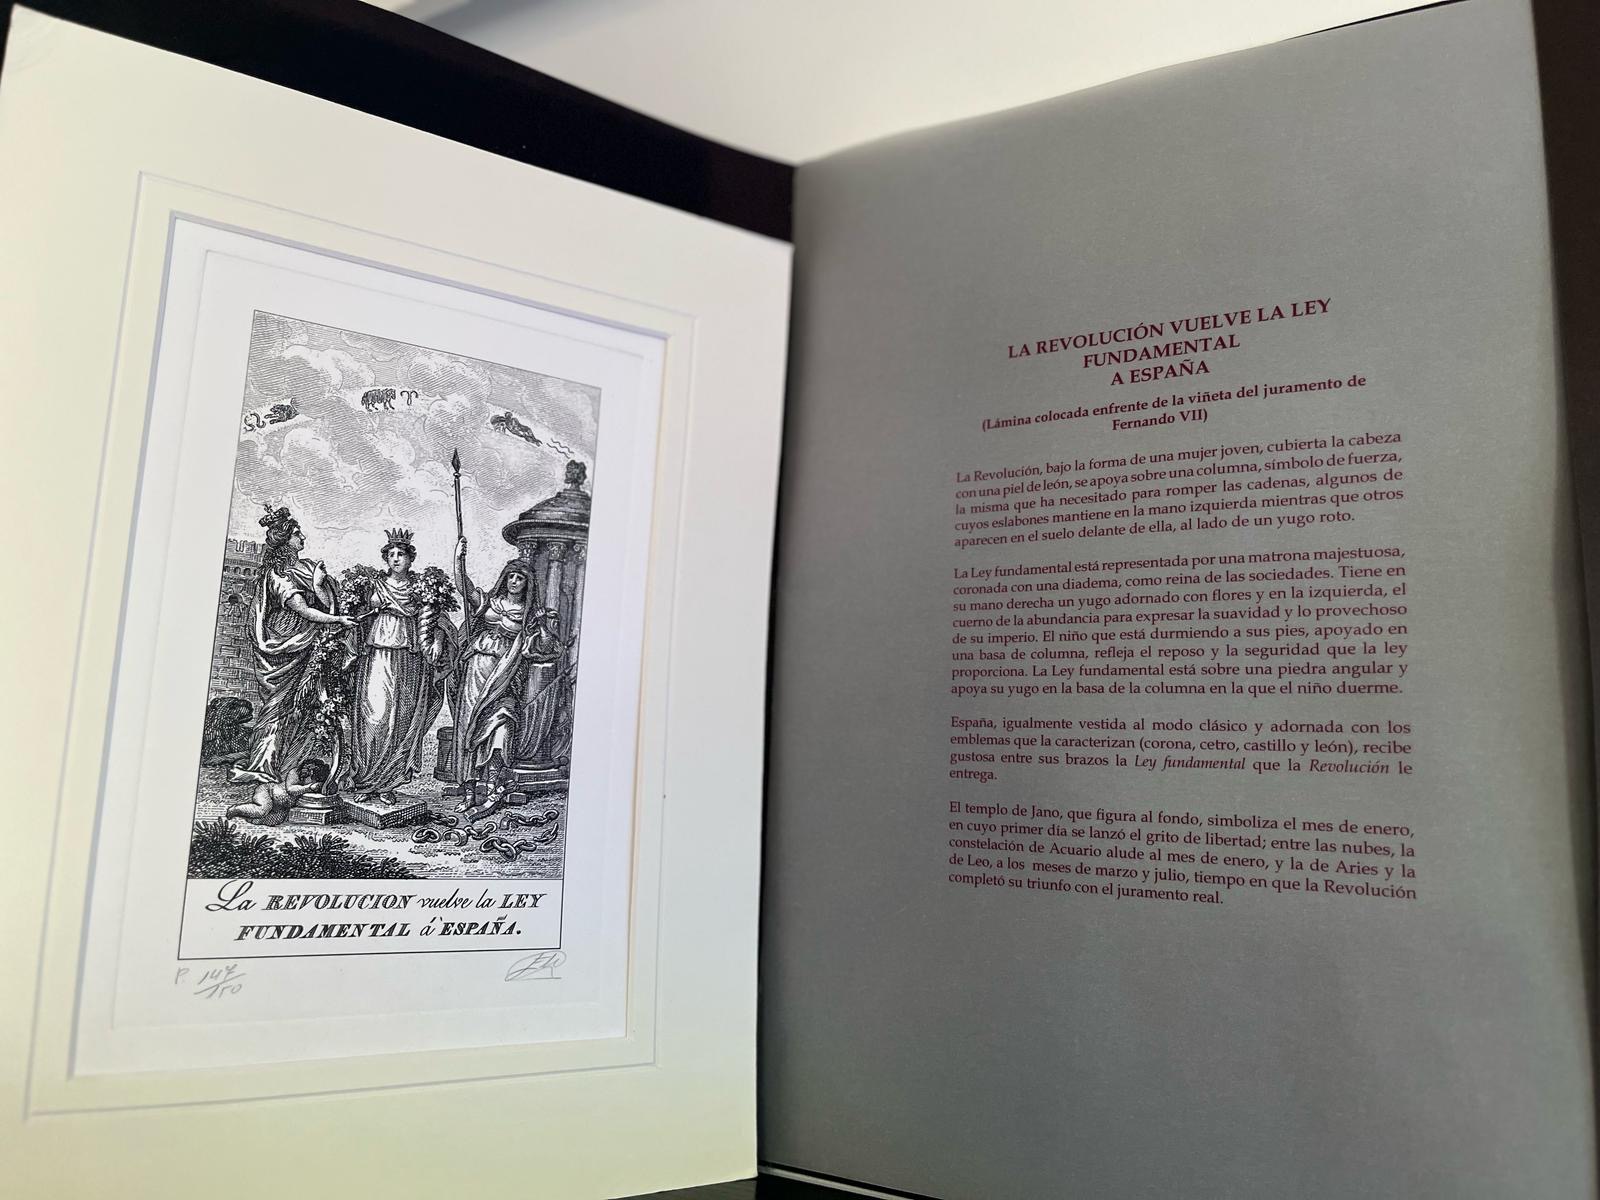 La REVOLUCION vuelve la LEY
FUNDAMENTAL á ESPAÑA.
P. 147/150
LA REVOLUCIÓN VUELVE LA LEY
FUNDAMENTAL
A ESPAÑA
(Lámina colocada enfrente de la viñeta del juramento de
Fernando VII)
La Revolución, bajo la forma de una mujer joven, cubierta la cabeza
con una piel de león, se apoya sobre una columna, símbolo de fuerza,
la misma que ha necesitado para romper las cadenas, algunos de
cuyos eslabones mantiene en la mano izquierda mientras que otros
aparecen en el suelo delante de ella, al lado de un yugo roto.
La Ley fundamental está representada por una matrona majestuosa,
coronada con una diadema, como reina de las sociedades. Tiene en
su mano derecha un yugo adornado con flores y en la izquierda, el
cuerno de la abundancia para expresar la suavidad y lo provechoso
de su imperio. El niño que está durmiendo a sus pies, apoyado en
una basa de columna, refleja el reposo y la seguridad que la ley
proporciona. La Ley fundamental está sobre una piedra angular y
apoya su yugo en la basa de la columna en la que el niño duerme.
España, igualmente vestida al modo clásico y adornada con los
emblemas que la caracterizan (corona, cetro, castillo y león), recibe
gustosa entre sus brazos la Ley fundamental que la Revolución le
entrega.
El templo de Jano, que figura al fondo, simboliza el mes de enero,
en cuyo primer día se lanzó el grito de libertad; entre las nubes, la
constelación de Acuario alude al mes de enero, y la de Aries y la
de Leo, a los meses de marzo y julio, tiempo en que la Revolución
completó su triunfo con el juramento real.